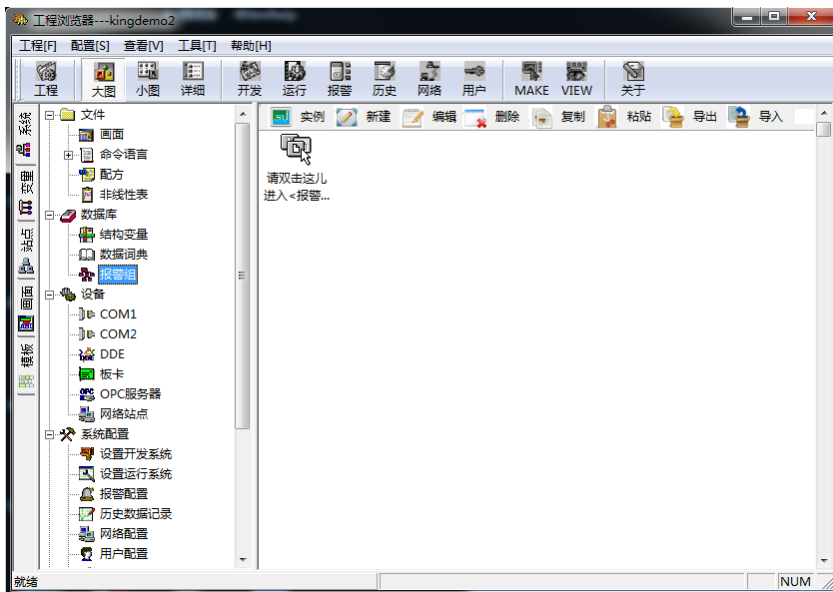 工程浏览器---kingdemo2
工程[F] 配置[S] 查看[V] 工具[T] 帮助[H]
工程 大图 小图 详细 开发 运行 报警 历史 网络 用户 MAKE VIEW 关于
系统
变量
站点
画面
模板
文件
画面
命令语言
配方
非线性表
数据库
结构变量
数据词典
报警组
设备
COM1
COM2
DDE
板卡
OPC服务器
网络站点
系统配置
设置开发系统
设置运行系统
报警配置
历史数据记录
网络配置
用户配置
实例 新建 编辑 删除 复制 粘贴 导出 导入
请双击这儿
进入<报警...
就绪
NUM